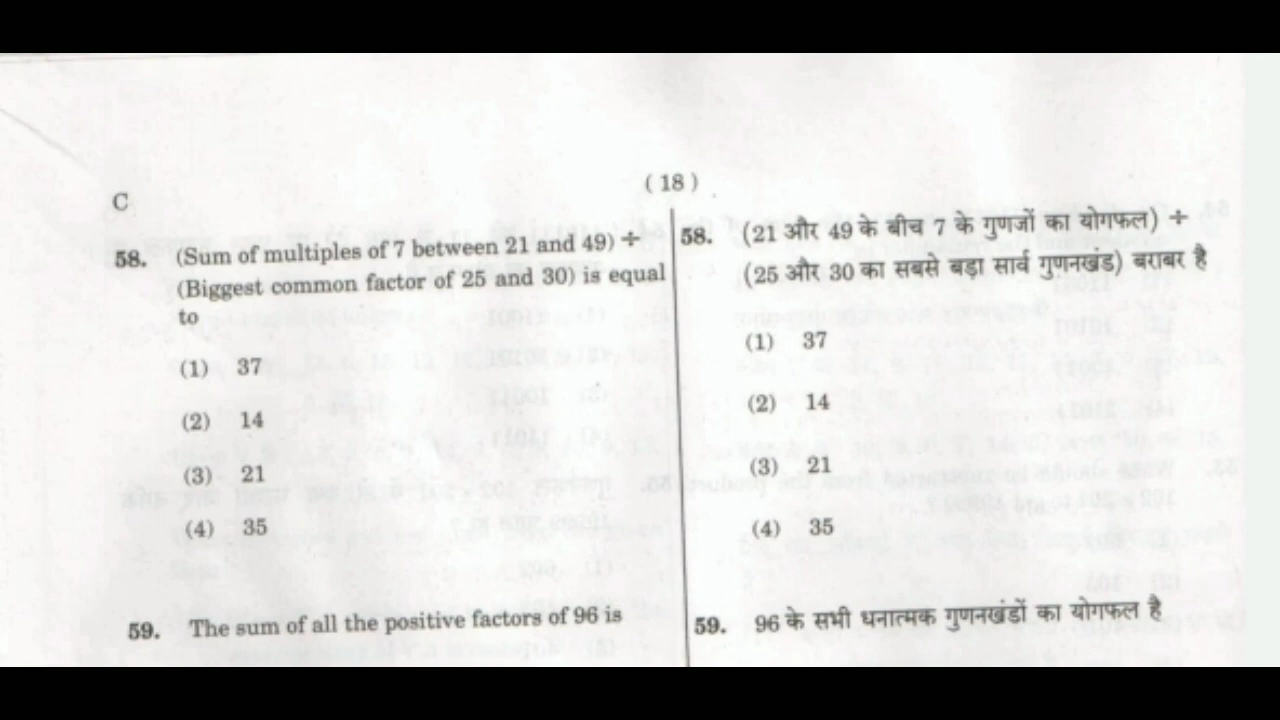 C
( 18 )
58. (Sum of multiples of 7 between 21 and 49) ÷
(Biggest common factor of 25 and 30) is equal
to
(1) 37
(2) 14
(3) 21
(4) 35
59. The sum of all the positive factors of 96 is
58. (21 और 49 के बीच 7 के गुणजों का योगफल) ÷
(25 और 30 का सबसे बड़ा सार्व गुणनखंड) बराबर है
(1) 37
(2) 14
(3) 21
(4) 35
59. 96 के सभी धनात्मक गुणनखंडों का योगफल है